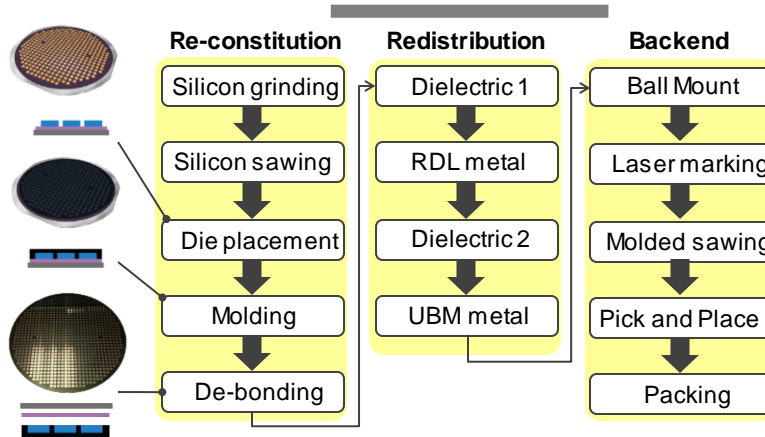 Re-constitution
Silicon grinding
Silicon sawing
Die placement
Molding
De-bonding
Redistribution
Dielectric 1
RDL metal
Dielectric 2
UBM metal
Backend
Ball Mount
Laser marking
Molded sawing
Pick and Place
Packing